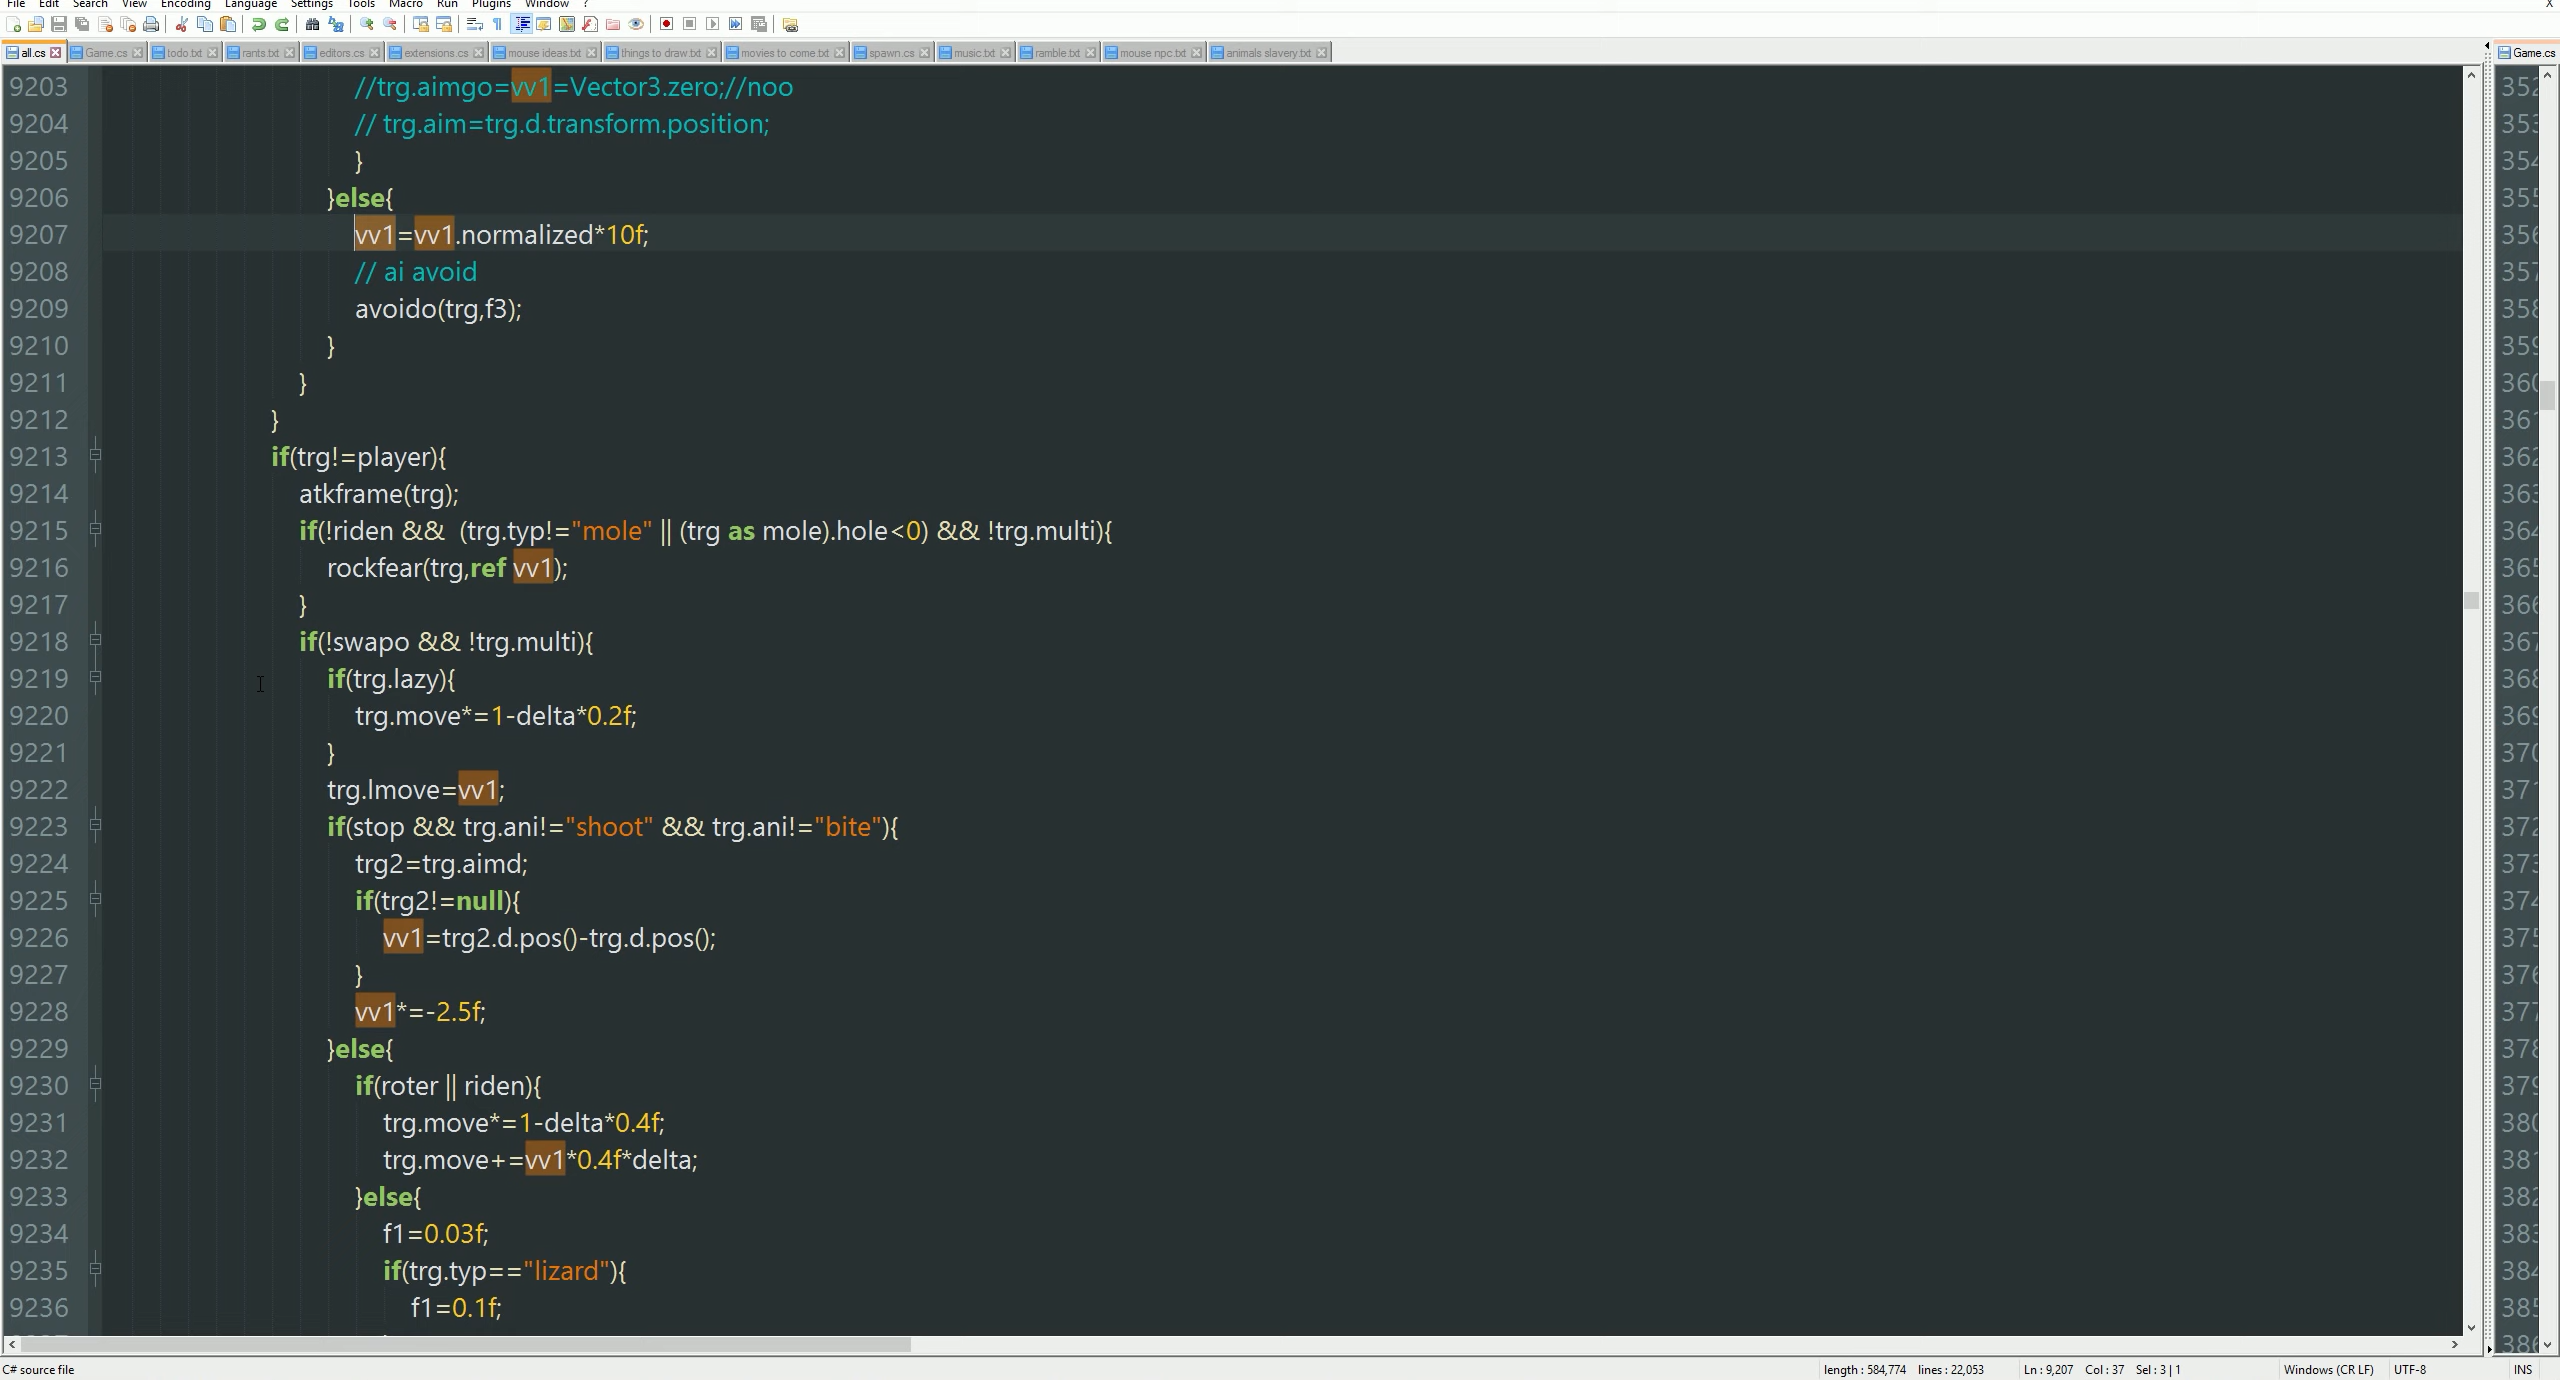 File Edit Search View Encoding Language Settings Tools Macro Run Plugins Window ? X
all.cs Game.cs todo.txt rants.txt editors.cs extensions.cs mouse ideas.txt things to draw.txt movies to come.txt spawn.cs music.txt ramble.txt mouse npc.txt animals slavery.txt Game.cs
9203 //trg.aimgo=vv1=Vector3.zero;//noo
9204 // trg.aim=trg.d.transform.position;
9205 }
9206 }else{
9207 vv1=vv1.normalized*10f;
9208 // ai avoid
9209 avoido(trg,f3);
9210 }
9211 }
9212 }
9213 if(trg!=player){
9214 atkframe(trg);
9215 if(!riden &&  (trg.typ!="mole" || (trg as mole).hole<0) && !trg.multi){
9216 rockfear(trg,ref vv1);
9217 }
9218 if(!swapo && !trg.multi){
9219 if(trg.lazy){
9220 trg.move*=1-delta*0.2f;
9221 }
9222 trg.lmove=vv1;
9223 if(stop && trg.ani!="shoot" && trg.ani!="bite"){
9224 trg2=trg.aimd;
9225 if(trg2!=null){
9226 vv1=trg2.d.pos()-trg.d.pos();
9227 }
9228 vv1*=-2.5f;
9229 }else{
9230 if(roter || riden){
9231 trg.move*=1-delta*0.4f;
9232 trg.move+=vv1*0.4f*delta;
9233 }else{
9234 f1=0.03f;
9235 if(trg.typ=="lizard"){
9236 f1=0.1f;
C# source file length : 584,774 lines : 22,053 Ln : 9,207 Col : 37 Sel : 3 | 1 Windows (CR LF) UTF-8 INS